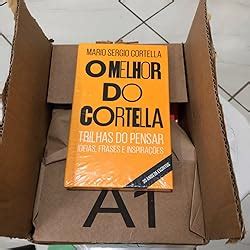 MARIO SERGIO CORTELLA
O MELHOR
DO
CORTELLA
TRILHAS DO PENSAR
IDEIAS, FRASES E INSPIRAÇÕES
A1